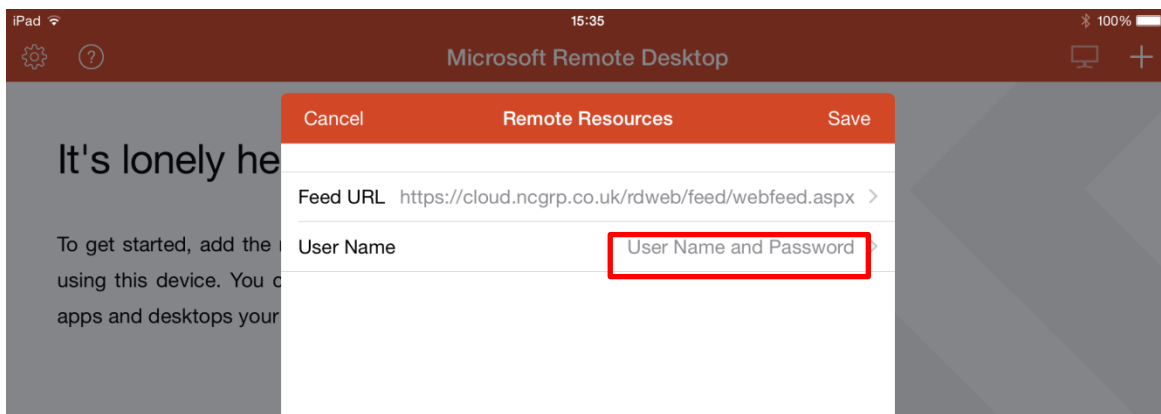 iPad 15:35 100%
? Microsoft Remote Desktop
Cancel Remote Resources Save
It's lonely he
Feed URL https://cloud.ncgrp.co.uk/rdweb/feed/webfeed.aspx
To get started, add the
User Name User Name and Password
using this device. You
apps and desktops your